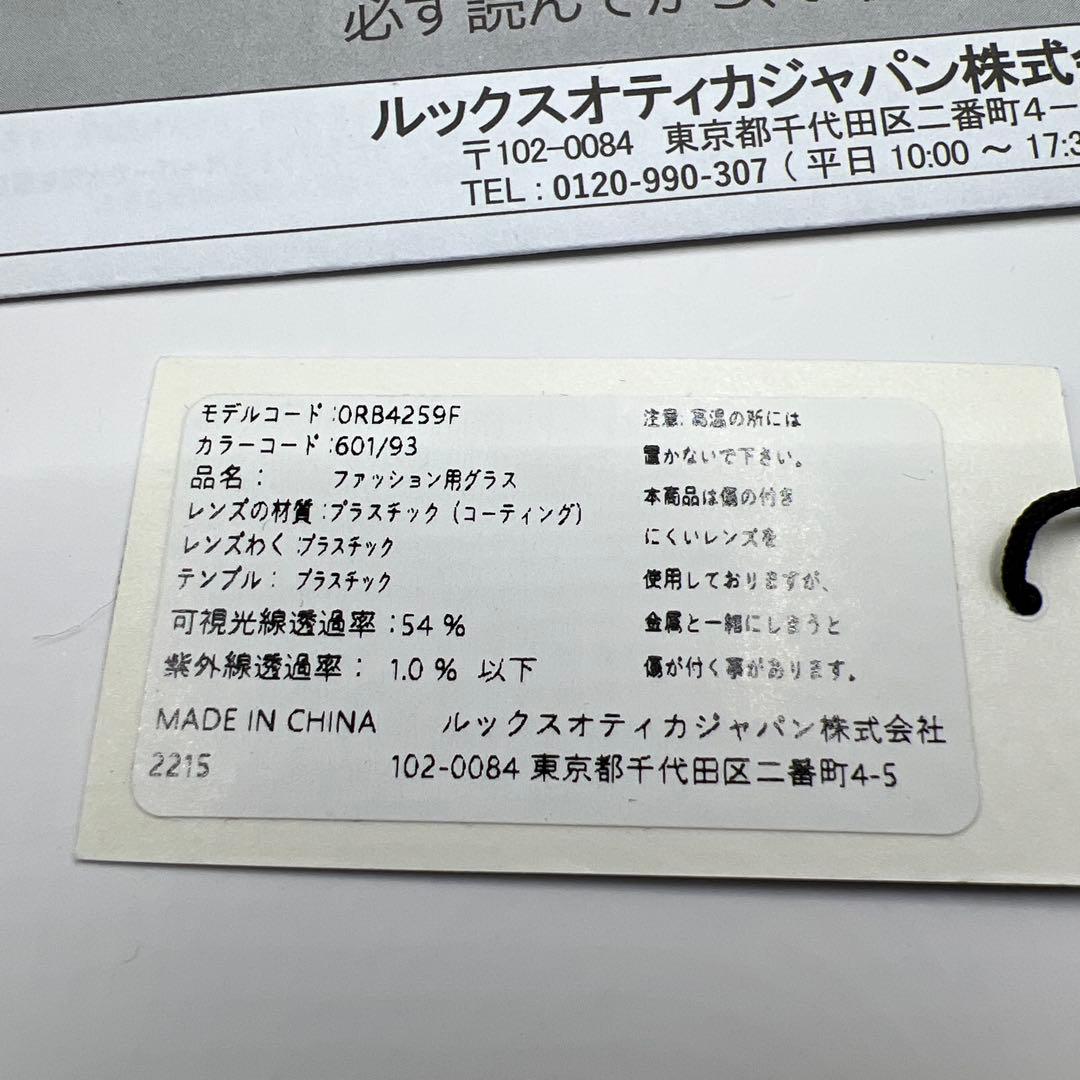 必ず読んでから、
ルックスオティカジャパン株式会
〒102-0084 東京都千代田区二番町4-
TEL : 0120-990-307 ( 平日 10:00 ～ 17:3
モデルコード :0RB4259F
カラーコード :601/93
品名 : ファッション用グラス
レンズの材質 :プラスチック (コーティング)
レンズわく :プラスチック
テンプル : プラスチック
可視光線透過率 :54 %
紫外線透過率 : 1.0 % 以下
注意: 高温の所には
置かないで下さい。
本商品は傷の付き
にくいレンズを
使用しておりますが、
金属と一緒にしまうと
傷が付く事があります。
MADE IN CHINA ルックスオティカジャパン株式会社
2215 102-0084 東京都千代田区二番町4-5